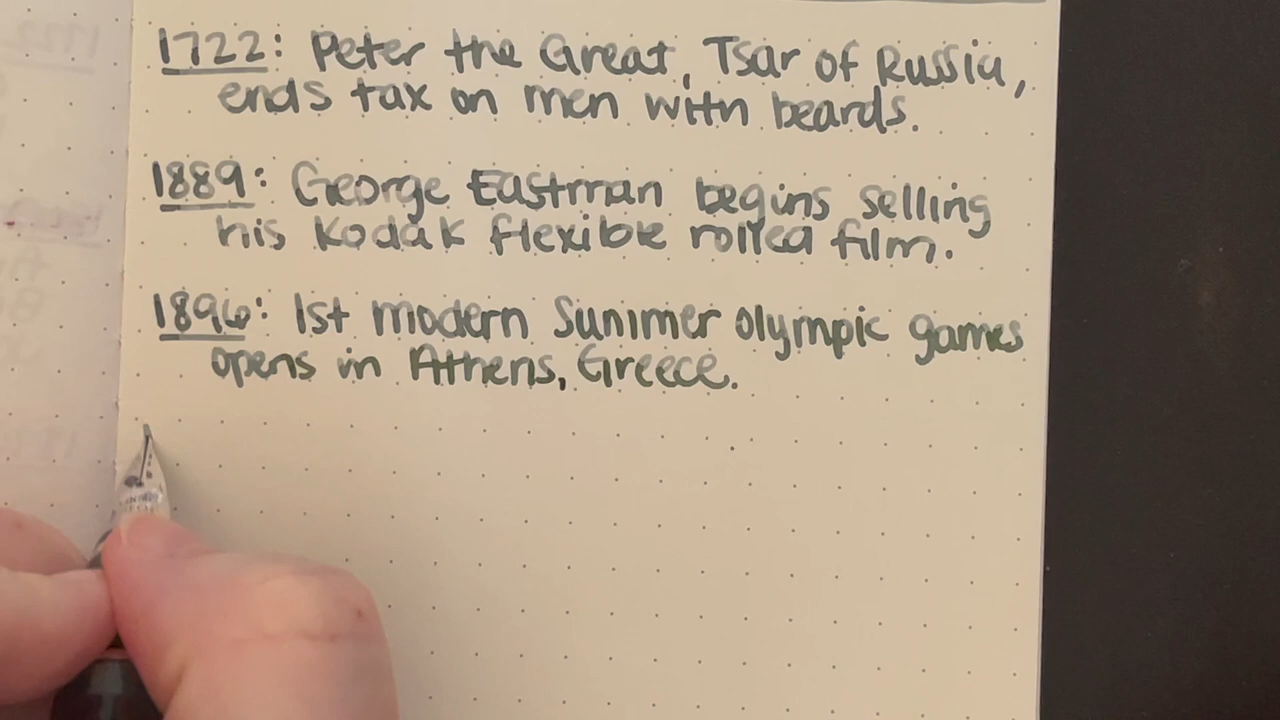 1722: Peter the Great, Tsar of Russia,
ends tax on men with beards.
1889: George Eastman begins selling
his Kodak flexible rolled film.
1896: 1st modern Summer Olympic games
opens in Athens, Greece.